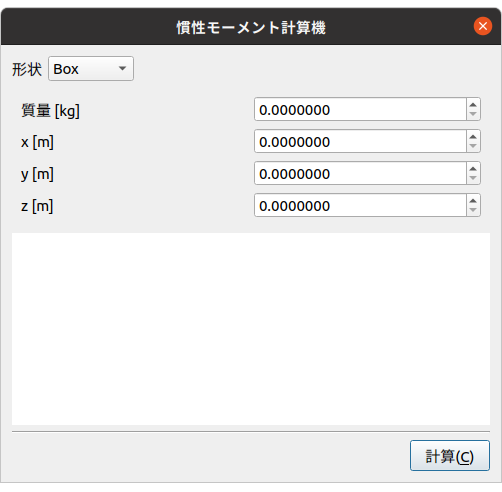 慣性モーメント計算機
形状 Box
質量 [kg] 0.0000000
x [m] 0.0000000
y [m] 0.0000000
z [m] 0.0000000
計算(C)